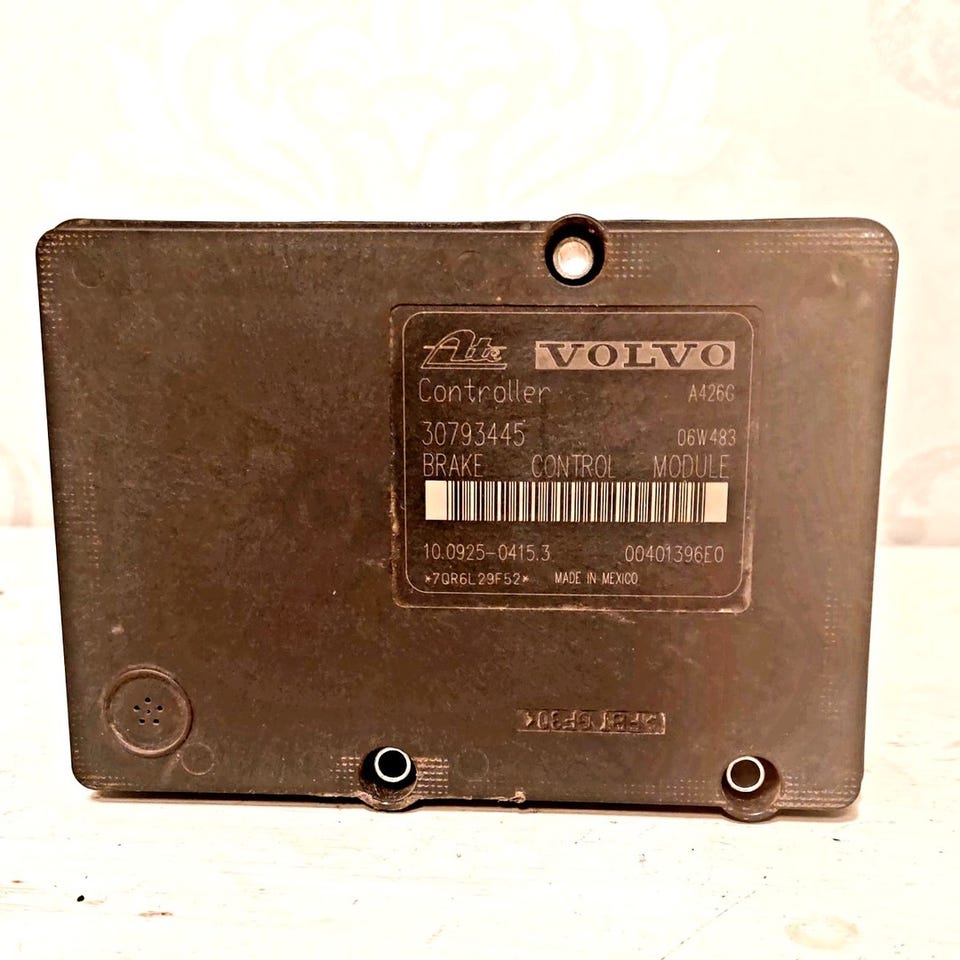 Ate VOLVO
Controller A426G
30793445 06W483
BRAKE CONTROL MODULE
10.0925-0415.3 00401396E0
*7QR6L29F52* MADE IN MEXICO